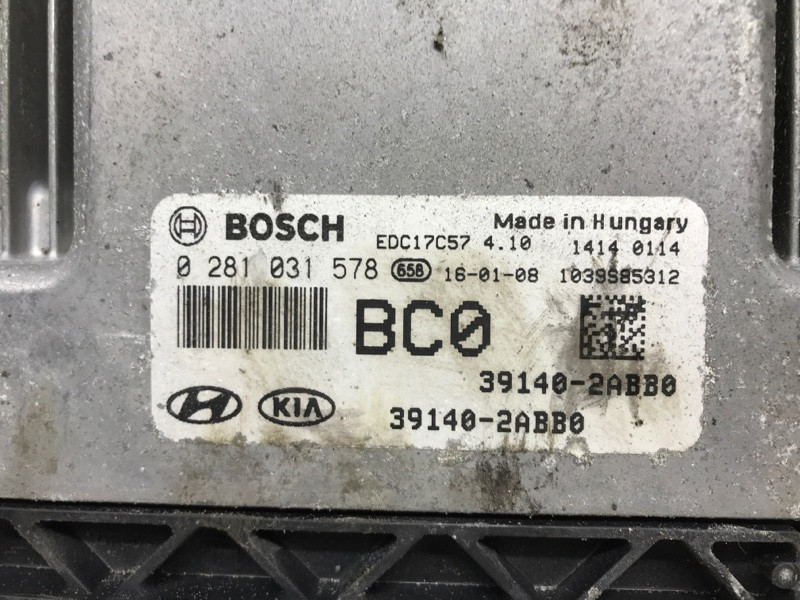 BOSCH
Made in Hungary
EDC17C57 4.10 1414 0114
0 281 031 578 658 16-01-08 1039S85312
BC0
39140-2ABB0
KIA
39140-2ABB0